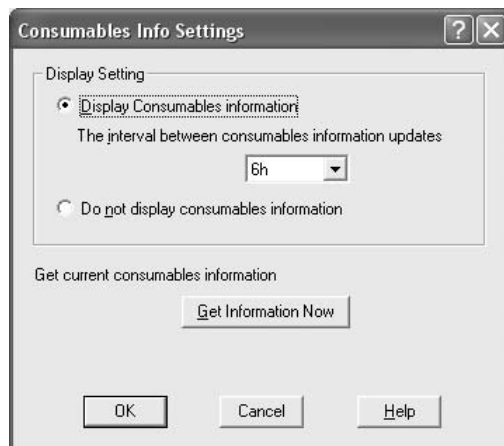 Consumables Info Settings
Display Setting
Display Consumables information
The interval between consumables information updates
6h
Do not display consumables information
Get current consumables information
Get Information Now
OK Cancel Help